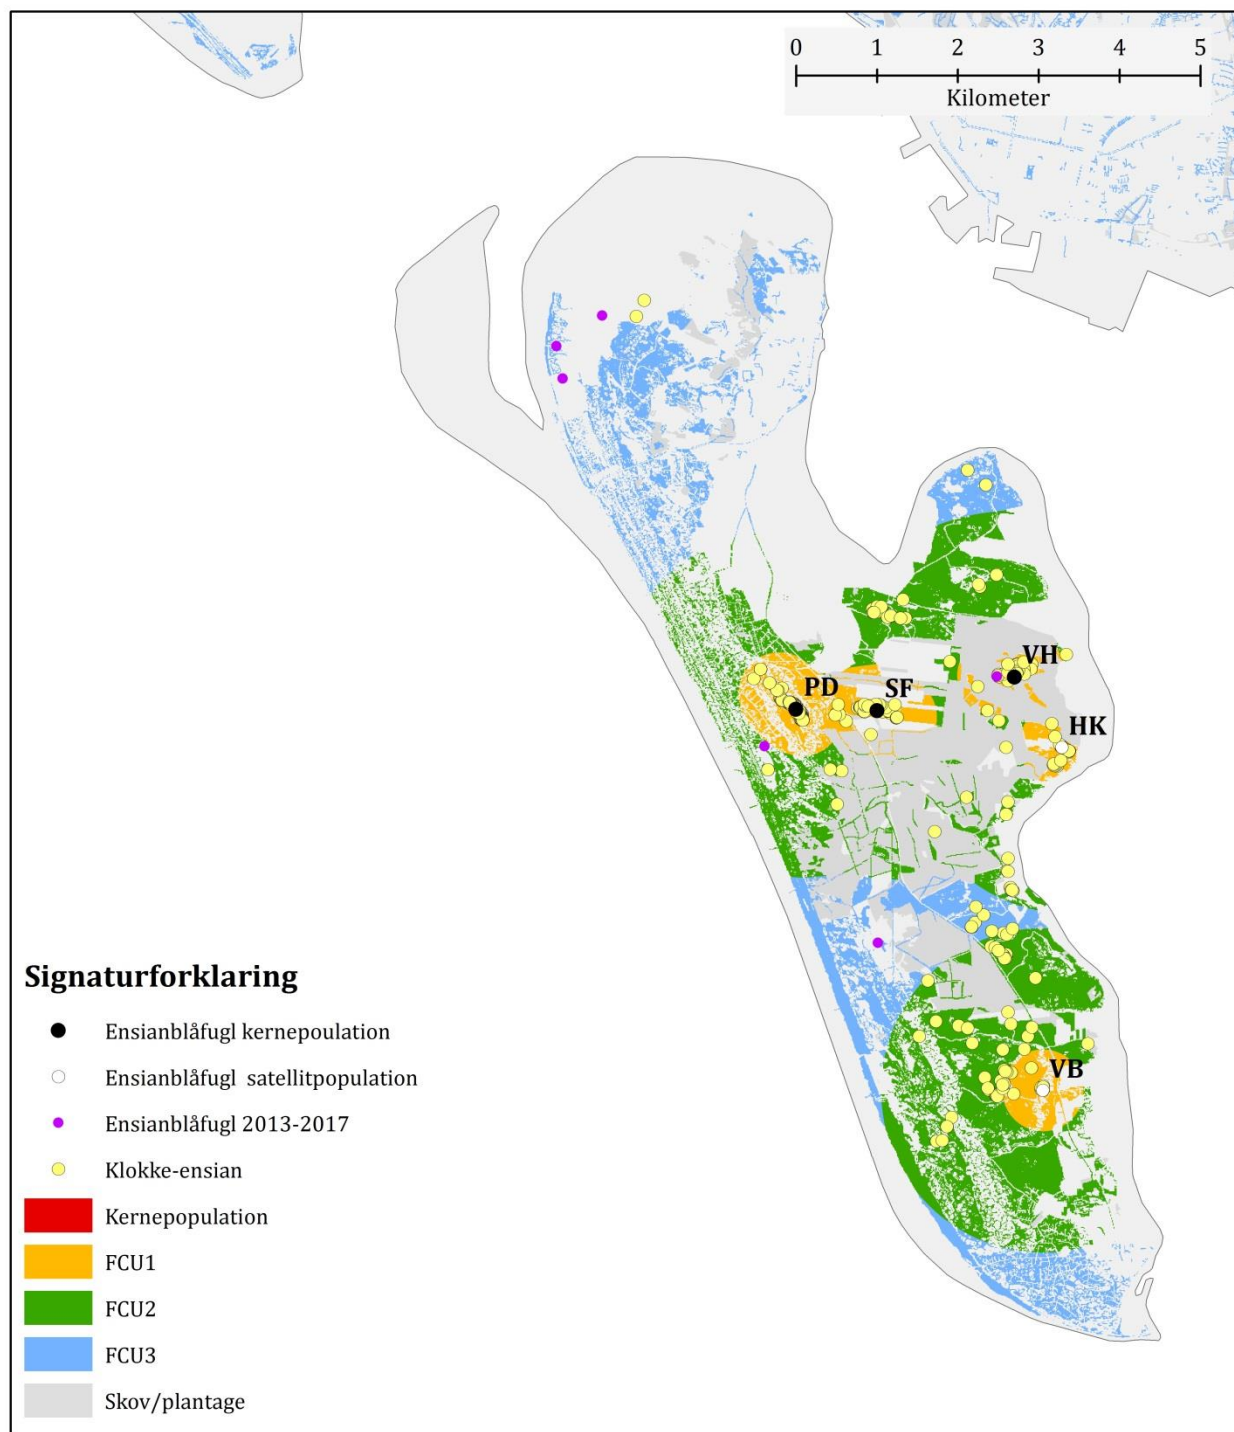 0 1 2 3 4 5
Kilometer
VH
PD
SF
HK
VB
Signaturforklaring
Ensianblåfugl kernepoulation
Ensianblåfugl satellitpopulation
Ensianblåfugl 2013-2017
Klokke-ensian
Kernepopulation
FCU1
FCU2
FCU3
Skov/plantage